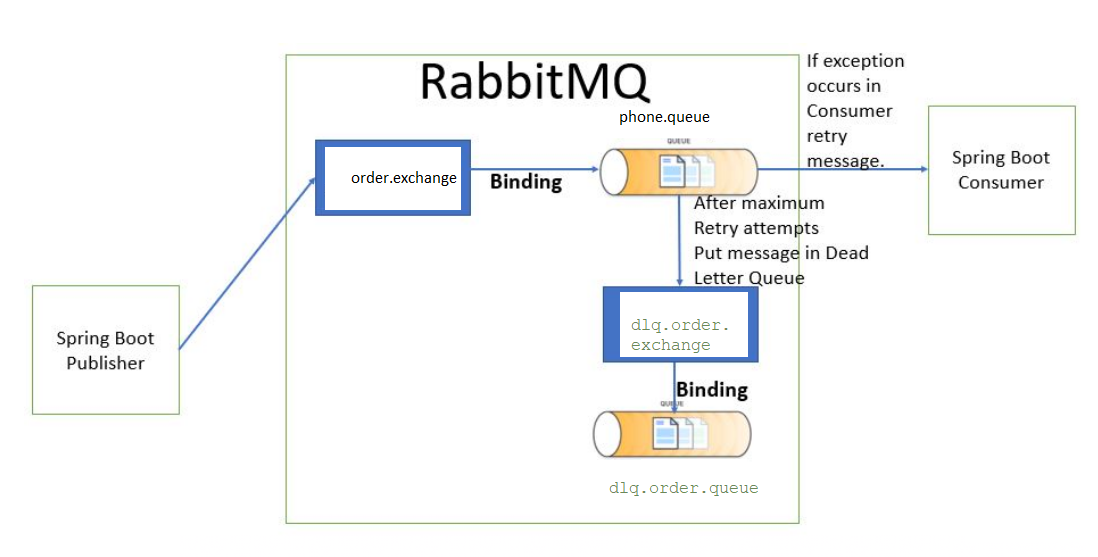 RabbitMQ
If exception
occurs in
Consumer
retry
message.
phone.queue
QUEUE
order.exchange
Binding
Spring Boot
Consumer
After maximum
Retry attempts
Put message in Dead
Letter Queue
Spring Boot
Publisher
dlq.order.
exchange
Binding
QUEUE
dlq.order.queue